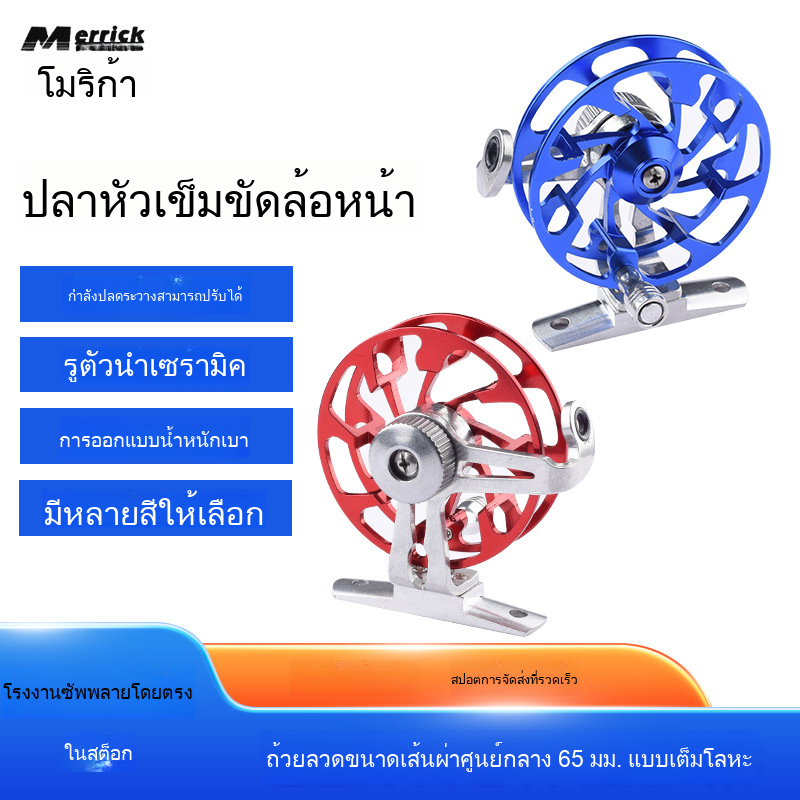 Merrick
โมริก้า
ปลาหัวเข็มขัดล้อหน้า
กำลังปลดระวางสามารถปรับได้
รูตัวนำเซรามิค
การออกแบบน้ำหนักเบา
มีหลายสีให้เลือก
สปอตการจัดส่งที่รวดเร็ว
โรงงานซัพพลายโดยตรง
ในสต็อก
ถ้วยลวดขนาดเส้นผ่าศูนย์กลาง 65 มม. แบบเต็มโลหะ